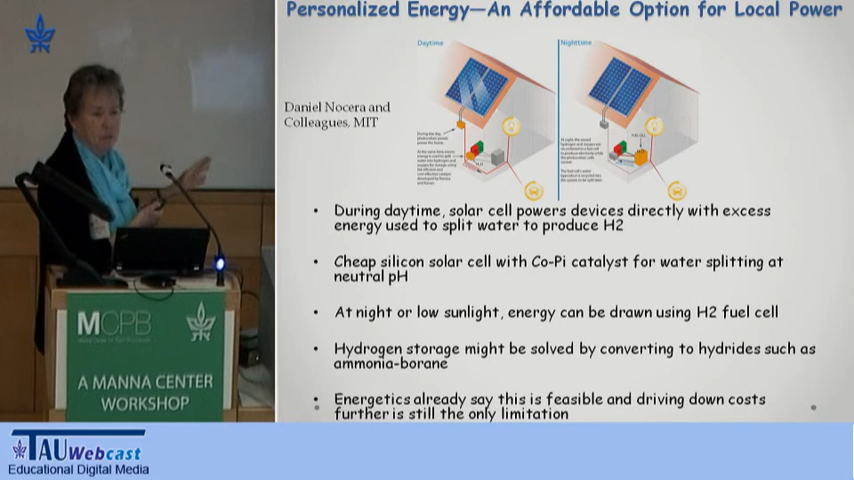 Personalized Energy—An Affordable Option for Local Power
Daytime
Nighttime
Daniel Nocera and
Colleagues, MIT
FUEL CELL
• During daytime, solar cell powers devices directly with excess
energy used to split water to produce H2
• Cheap silicon solar cell with Co-Pi catalyst for water splitting at
neutral pH
• At night or low sunlight, energy can be drawn using H2 fuel cell
• Hydrogen storage might be solved by converting to hydrides such as
ammonia-borane
• Energetics already say this is feasible and driving down costs
further is still the only limitation
MCPB
A MANNA CENTER
WORKSHOP
TAU Webcast
Educational Digital Media